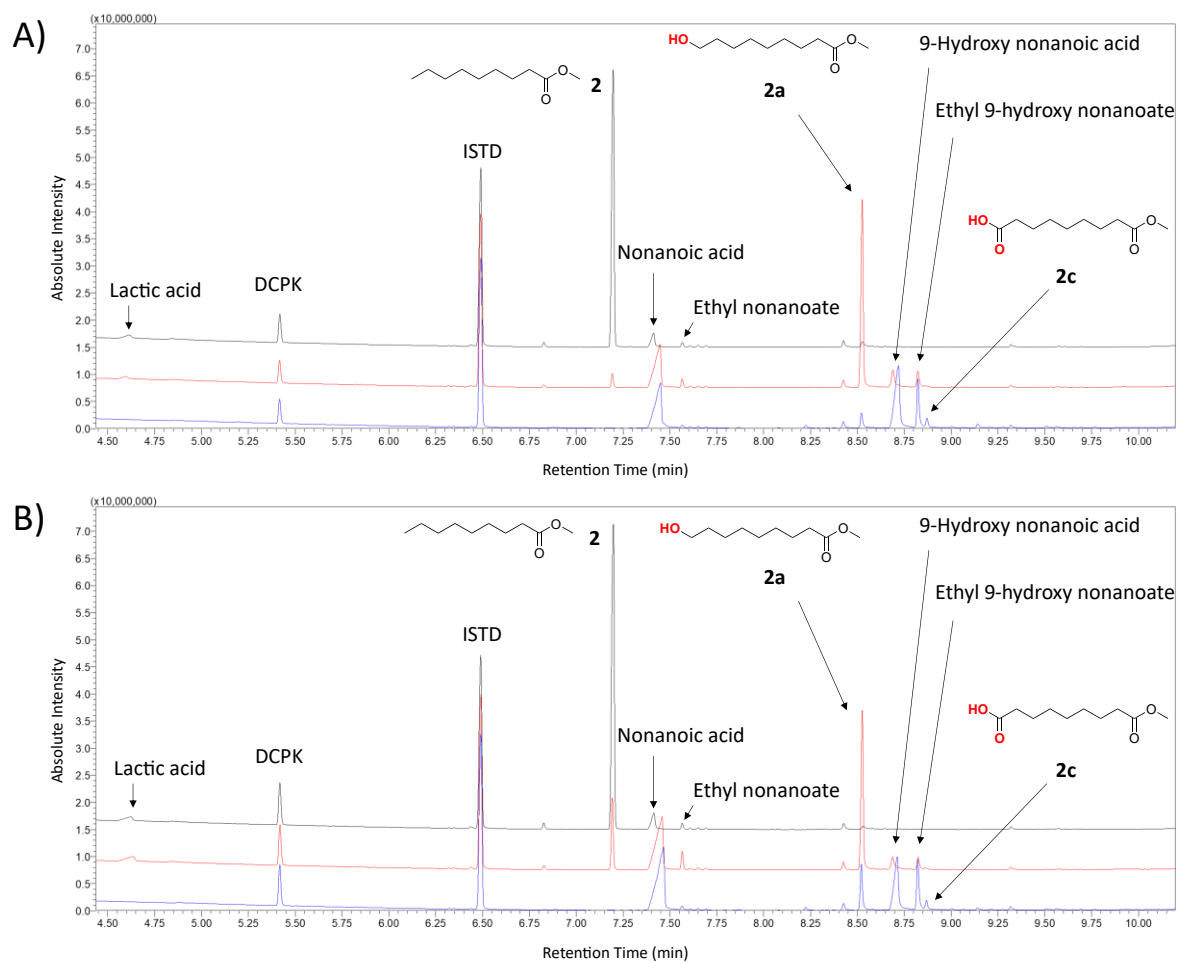 A)
(x10,000,000)
HO
O
O
2a
9-Hydroxy nonanoic acid
O
O
2
Ethyl 9-hydroxy nonanoate
ISTD
HO
O
O
O
2c
Nonanoic acid
DCPK
Lactic acid
Ethyl nonanoate
Absolute Intensity
7.0
6.5
6.0
5.5
5.0
4.5
4.0
3.5
3.0
2.5
2.0
1.5
1.0
0.5
0.0
4.50 4.75 5.00 5.25 5.50 5.75 6.00 6.25 6.50 6.75 7.00 7.25 7.50 7.75 8.00 8.25 8.50 8.75 9.00 9.25 9.50 9.75 10.00
Retention Time (min)
B)
(x10,000,000)
O
O
2
HO
O
O
2a
9-Hydroxy nonanoic acid
Ethyl 9-hydroxy nonanoate
ISTD
HO
O
O
O
2c
Nonanoic acid
DCPK
Lactic acid
Ethyl nonanoate
Absolute Intensity
7.0
6.5
6.0
5.5
5.0
4.5
4.0
3.5
3.0
2.5
2.0
1.5
1.0
0.5
0.0
4.50 4.75 5.00 5.25 5.50 5.75 6.00 6.25 6.50 6.75 7.00 7.25 7.50 7.75 8.00 8.25 8.50 8.75 9.00 9.25 9.50 9.75 10.00
Retention Time (min)